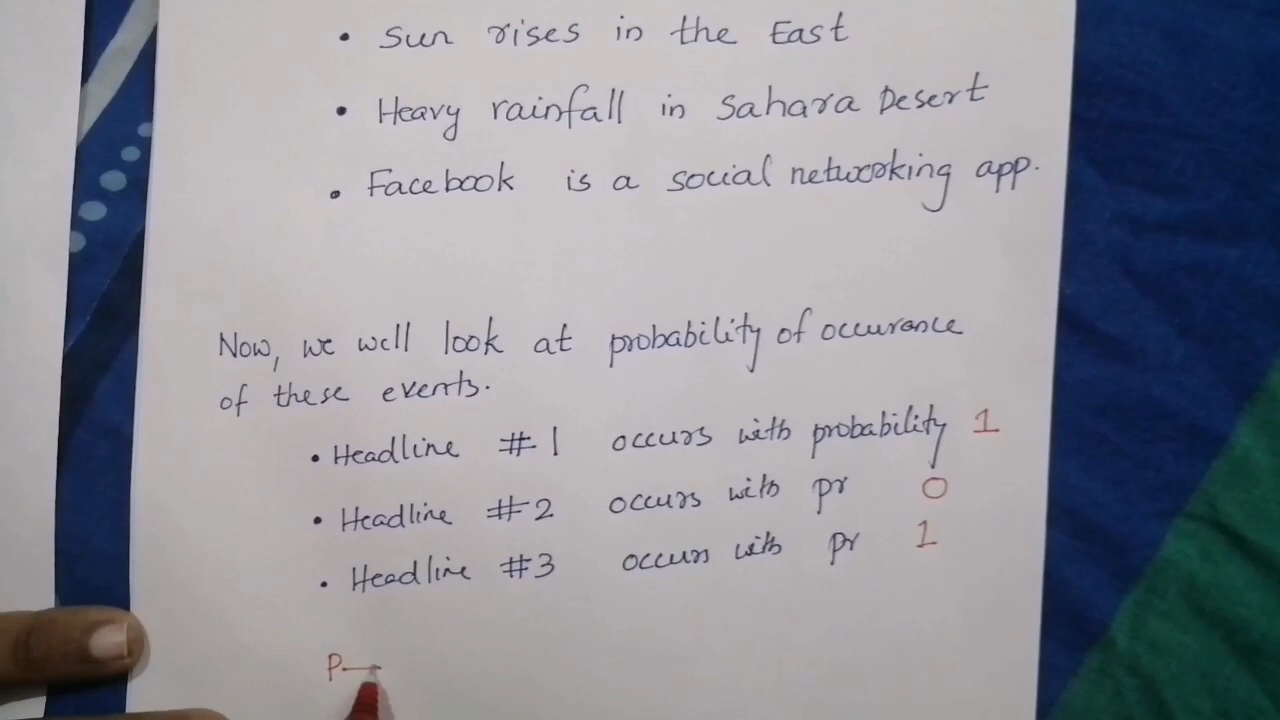 • Sun rises in the East
• Heavy rainfall in Sahara Desert
• Facebook is a social networking app.
Now, we will look at probability of occurance
of these events.
• Headline #1 occurs with probability 1
• Headline #2 occurs with pr 0
• Headline #3 occurs with pr 1
P—